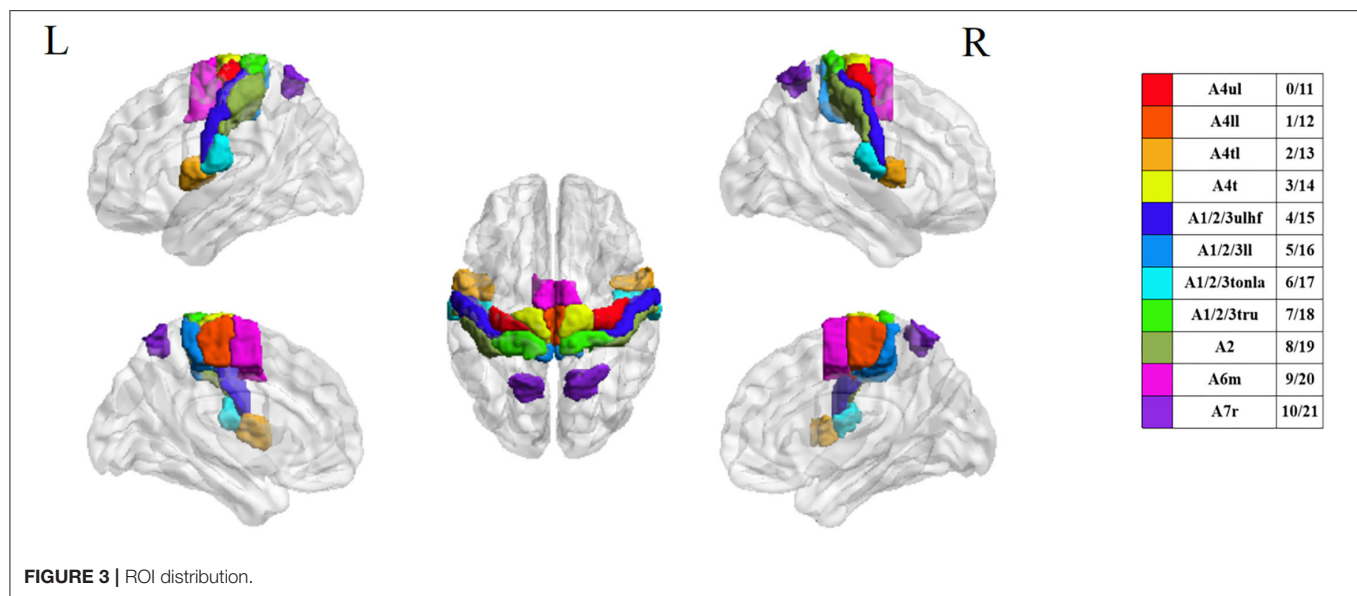 L
R
A4ul 0/11
A4ll 1/12
A4tl 2/13
A4t 3/14
A1/2/3ulhf 4/15
A1/2/3ll 5/16
A1/2/3tonla 6/17
A1/2/3tru 7/18
A2 8/19
A6m 9/20
A7r 10/21
FIGURE 3 | ROI distribution.